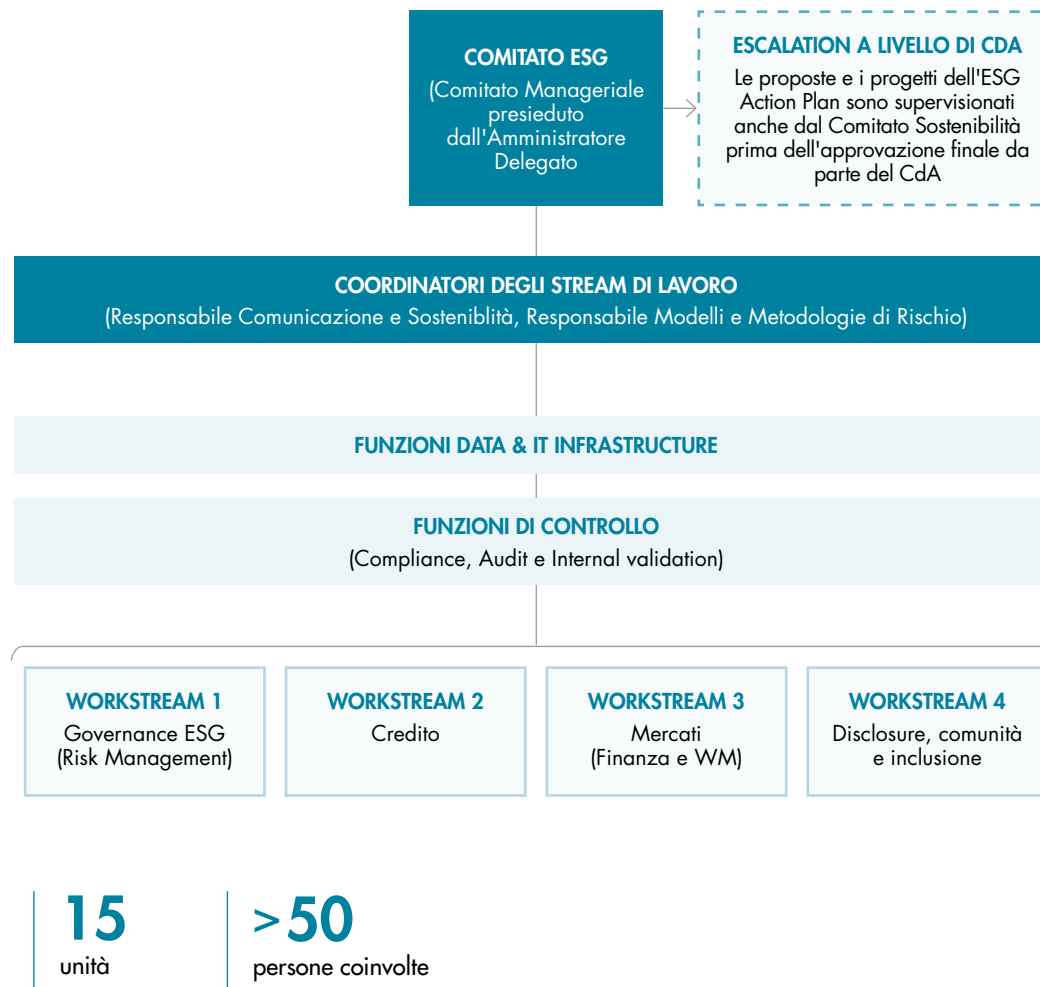 COMITATO ESG
(Comitato Manageriale
presieduto
dall'Amministratore
Delegato
ESCALATION A LIVELLO DI CDA
Le proposte e i progetti dell'ESG
Action Plan sono supervisionati
anche dal Comitato Sostenibilità
prima dell'approvazione finale da
parte del CdA
COORDINATORI DEGLI STREAM DI LAVORO
(Responsabile Comunicazione e Sosteniblità, Responsabile Modelli e Metodologie di Rischio)
FUNZIONI DATA & IT INFRASTRUCTURE
FUNZIONI DI CONTROLLO
(Compliance, Audit e Internal validation)
WORKSTREAM 1
Governance ESG
(Risk Management)
WORKSTREAM 2
Credito
WORKSTREAM 3
Mercati
(Finanza e WM)
WORKSTREAM 4
Disclosure, comunità
e inclusione
15
unità
>50
persone coinvolte